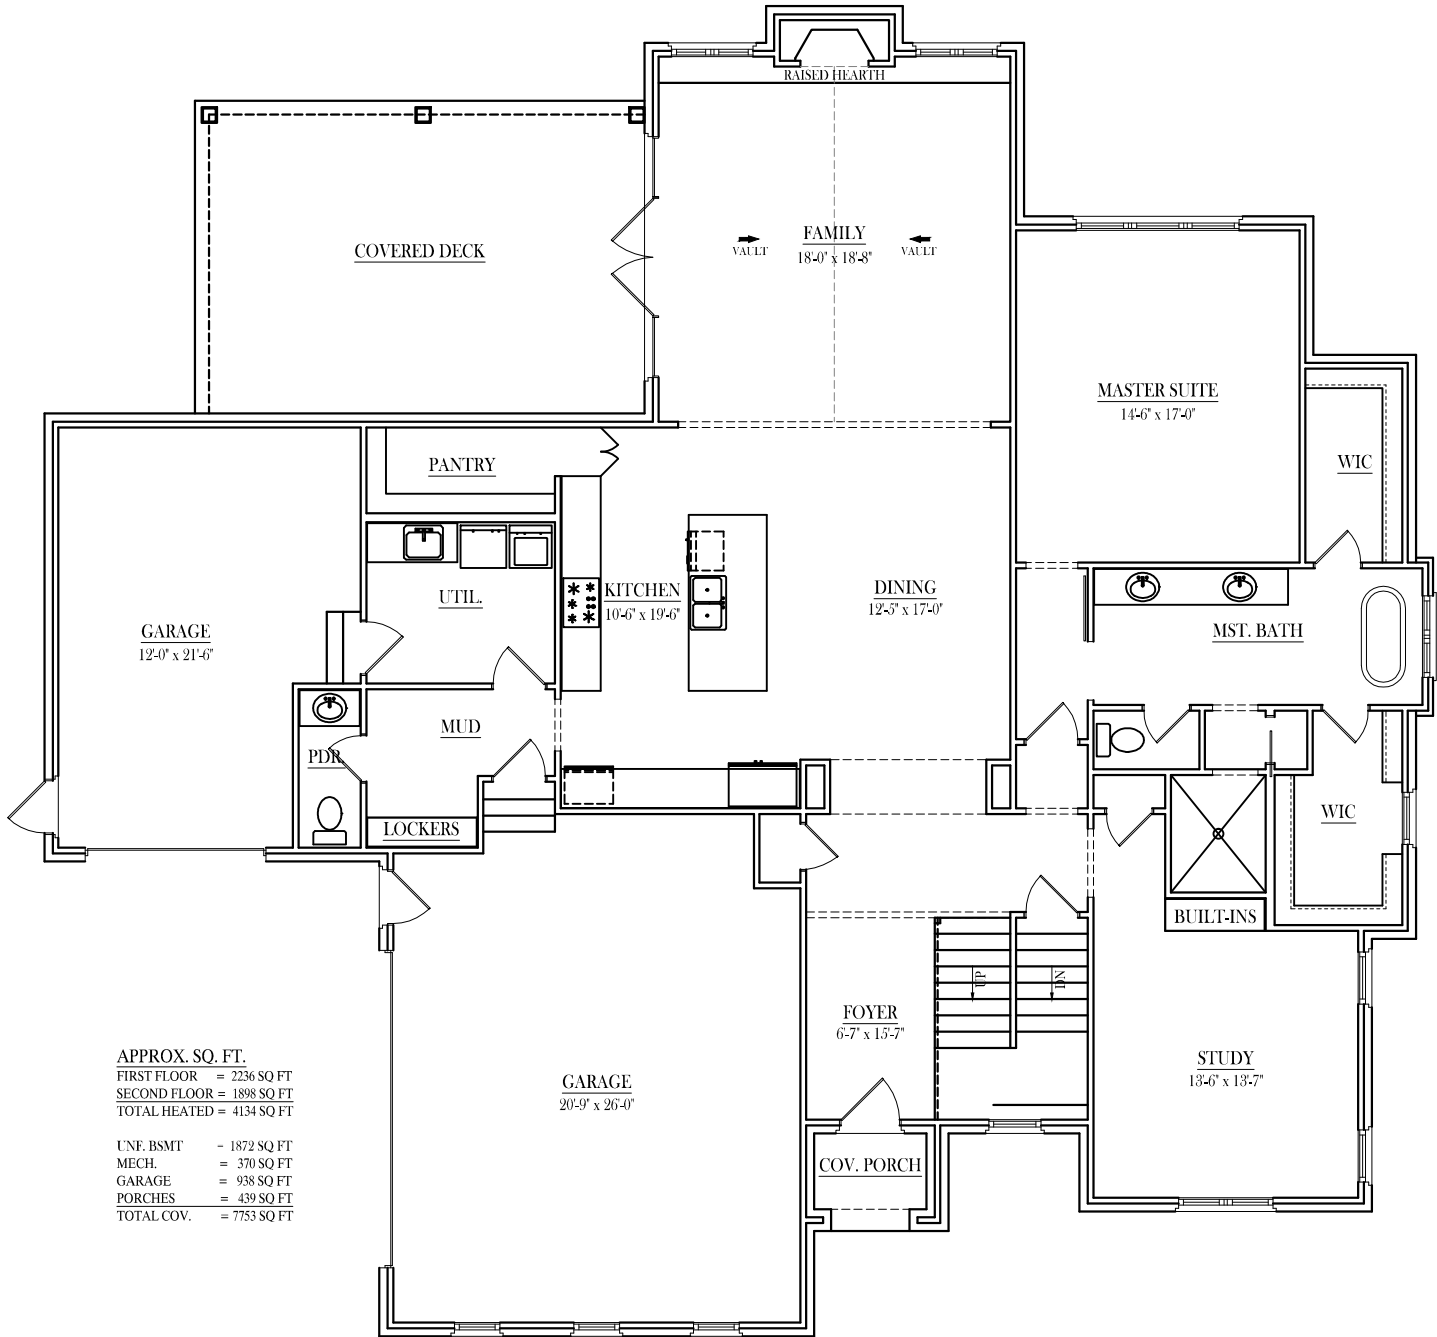 RAISED HEARTH
COVERED DECK
FAMILY
18'-0" x 18'-8"
VAULT
VAULT
MASTER SUITE
14'-6" x 17'-0"
WIC
PANTRY
UTIL.
KITCHEN
10'-6" x 19'-6"
DINING
12'-5" x 17'-0"
GARAGE
12'-0" x 21'-6"
MST. BATH
MUD
PDR.
LOCKERS
WIC
BUILT-INS
UP
DN
FOYER
6'-7" x 15'-7"
STUDY
13'-6" x 13'-7"
GARAGE
20'-9" x 26'-0"
COV. PORCH
APPROX. SQ. FT.
FIRST FLOOR = 2236 SQ FT
SECOND FLOOR = 1898 SQ FT
TOTAL HEATED = 4134 SQ FT
UNF. BSMT = 1872 SQ FT
MECH. = 370 SQ FT
GARAGE = 938 SQ FT
PORCHES = 439 SQ FT
TOTAL COV. = 7753 SQ FT